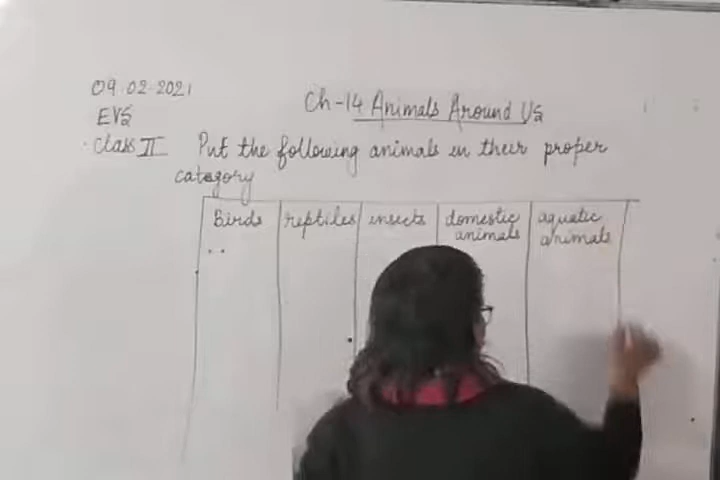 09.02.2021
Ch-14 Animals Around Us
EVS
Class II Put the following animals in their proper
category
Birds reptiles insects domestic animals aquatic animals